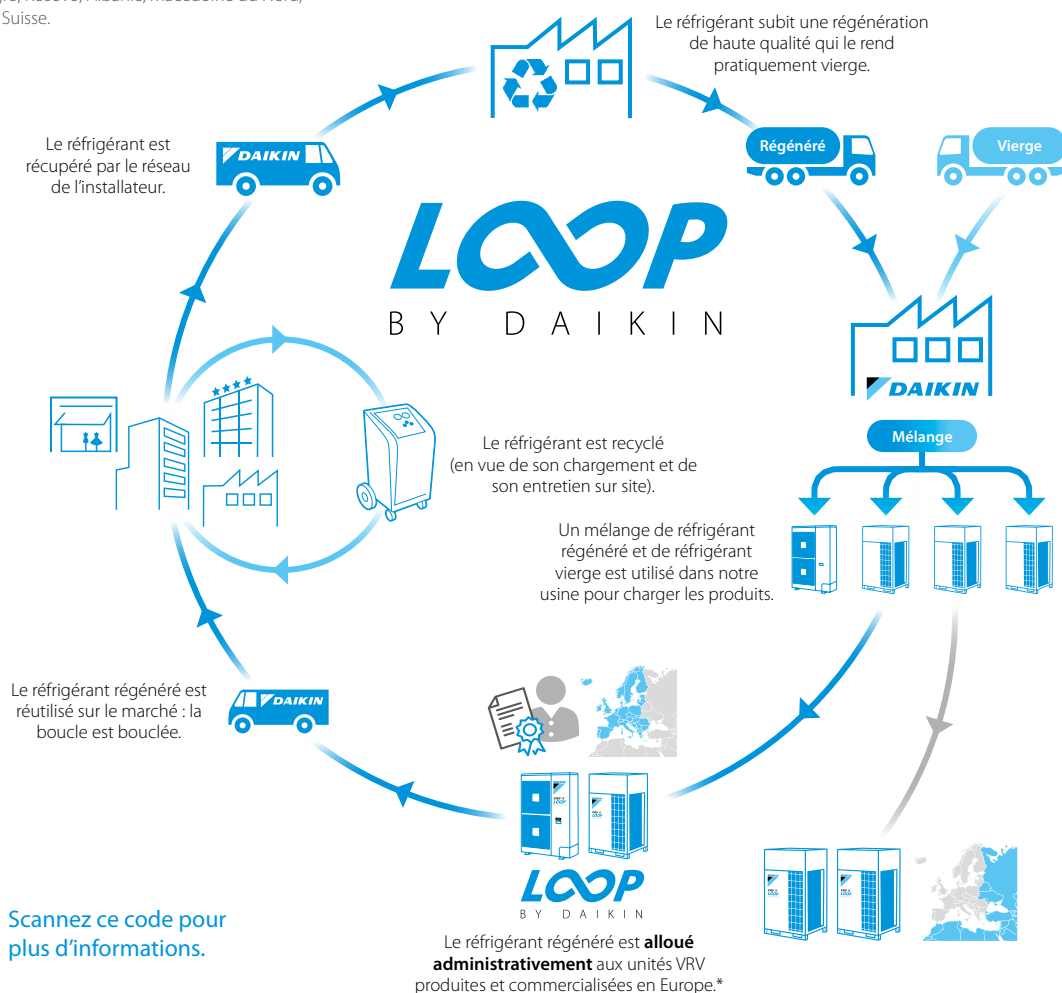 Kosovo, Albanie, Macédoine du Nord,
Suisse.
Le réfrigérant subit une régénération
de haute qualité qui le rend
pratiquement vierge.
Le réfrigérant est
récupéré par le réseau
de l'installateur.
DAIKIN
Régénéré
Vierge
LOOP
BY DAIKIN
DAIKIN
Mélange
Le réfrigérant est recyclé
(en vue de son chargement et de
son entretien sur site).
Un mélange de réfrigérant
régénéré et de réfrigérant
vierge est utilisé dans notre
usine pour charger les produits.
Le réfrigérant régénéré est
réutilisé sur le marché : la
boucle est bouclée.
DAIKIN
LOOP
BY DAIKIN
Scannez ce code pour
plus d'informations.
Le réfrigérant régénéré est alloué
administrativement aux unités VRV
produites et commercialisées en Europe.*